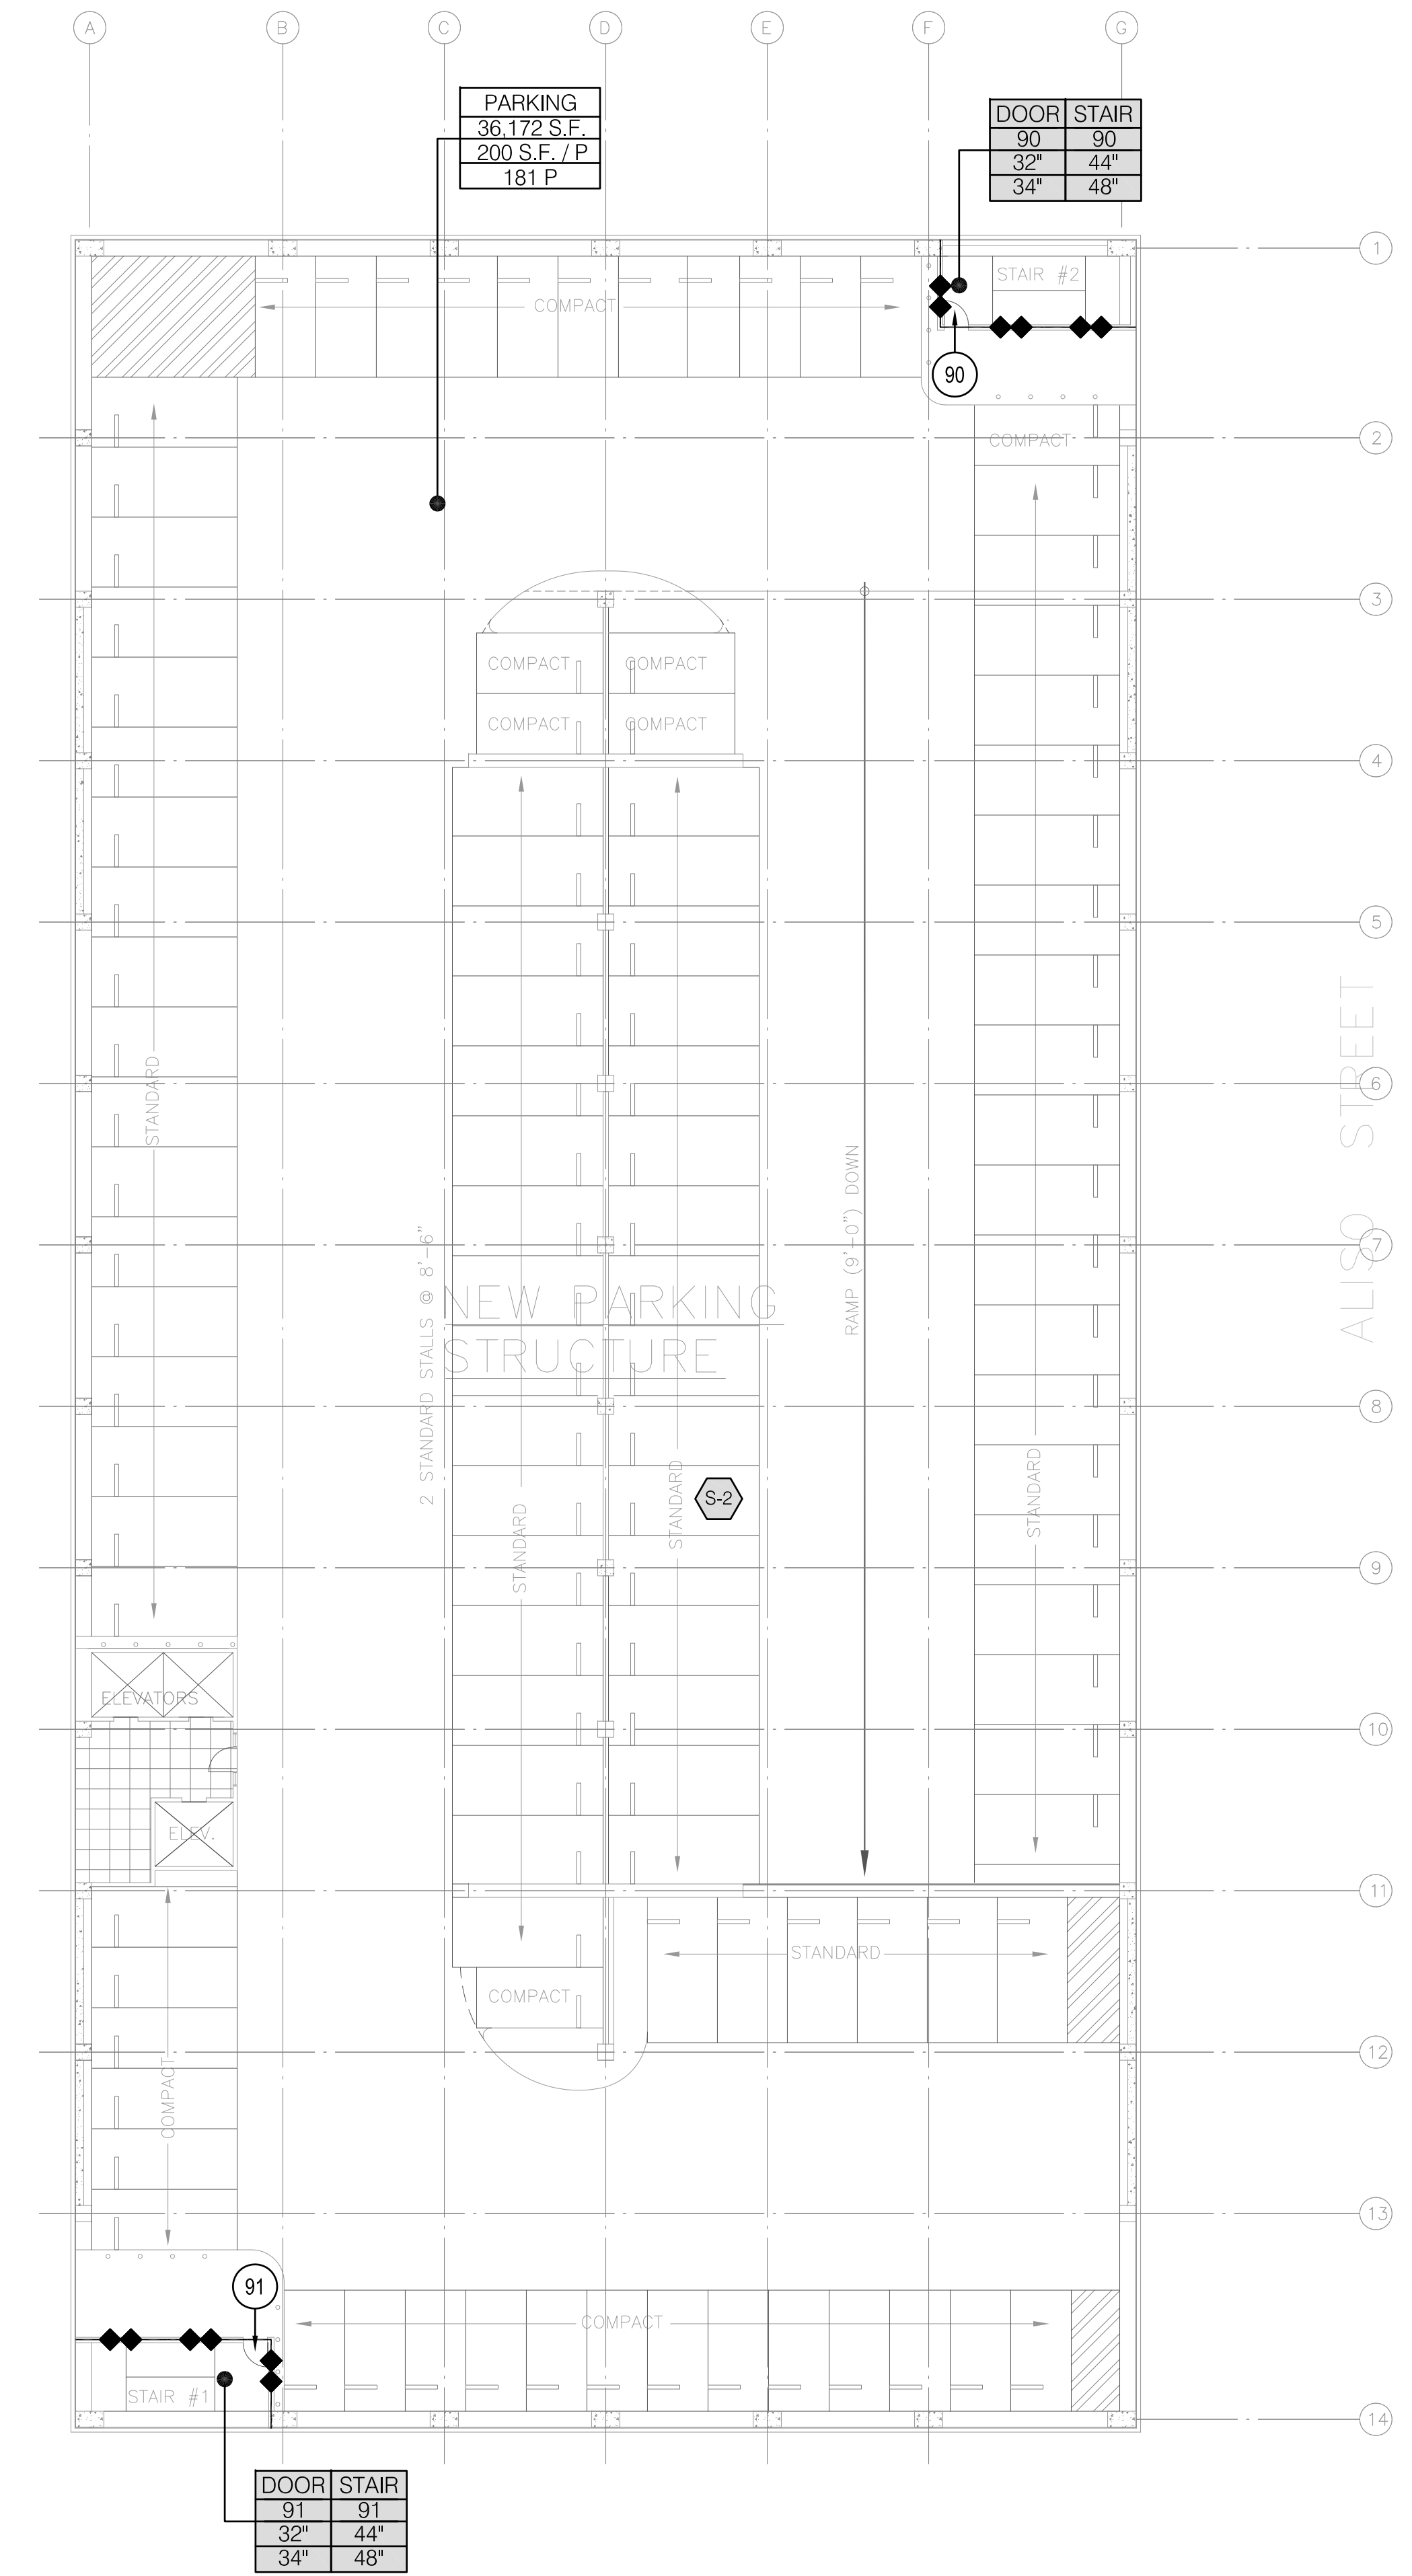 A B C D E F G
PARKING
36,172 S.F.
200 S.F. / P
181 P
DOOR STAIR
90 90
32" 44"
34" 48"
1
STAIR #2
COMPACT
90
2
COMPACT
3
COMPACT COMPACT
COMPACT COMPACT
4
5
6
STANDARD
ALISO STREET
7
RAMP (9'-0") DOWN
2 STANDARD STALLS @ 8'-6"
NEW PARKING
STRUCTURE
8
STANDARD
STANDARD
STANDARD
S-2
9
ELEVATORS
10
ELEV.
11
STANDARD
COMPACT
12
COMPACT
13
91
COMPACT
STAIR #1
14
DOOR STAIR
91 91
32" 44"
34" 48"